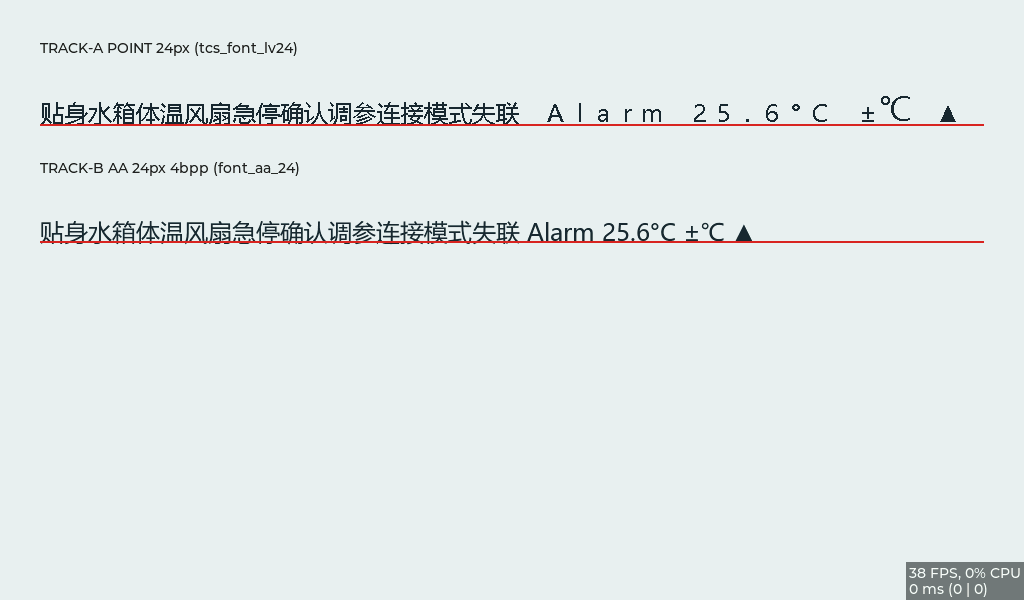 TRACK-A POINT 24px (tcs_font_lv24)
贴身水箱体温风扇急停确认调参连接模式失联 Alarm 25.6°C ±℃ ▲
TRACK-B AA 24px 4bpp (font_aa_24)
贴身水箱体温风扇急停确认调参连接模式失联 Alarm 25.6°C ±℃ ▲
38 FPS, 0% CPU
0 ms (0 | 0)